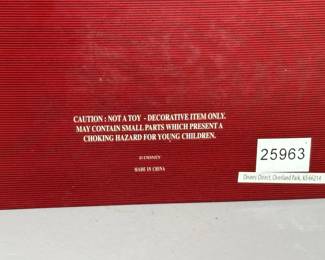 CAUTION : NOT A TOY - DECORATIVE ITEM ONLY.
MAY CONTAIN SMALL PARTS WHICH PRESENT A
CHOKING HAZARD FOR YOUNG CHILDREN.
© DISNEY
MADE IN CHINA
25963
Direct, Overland Park, KS 66214